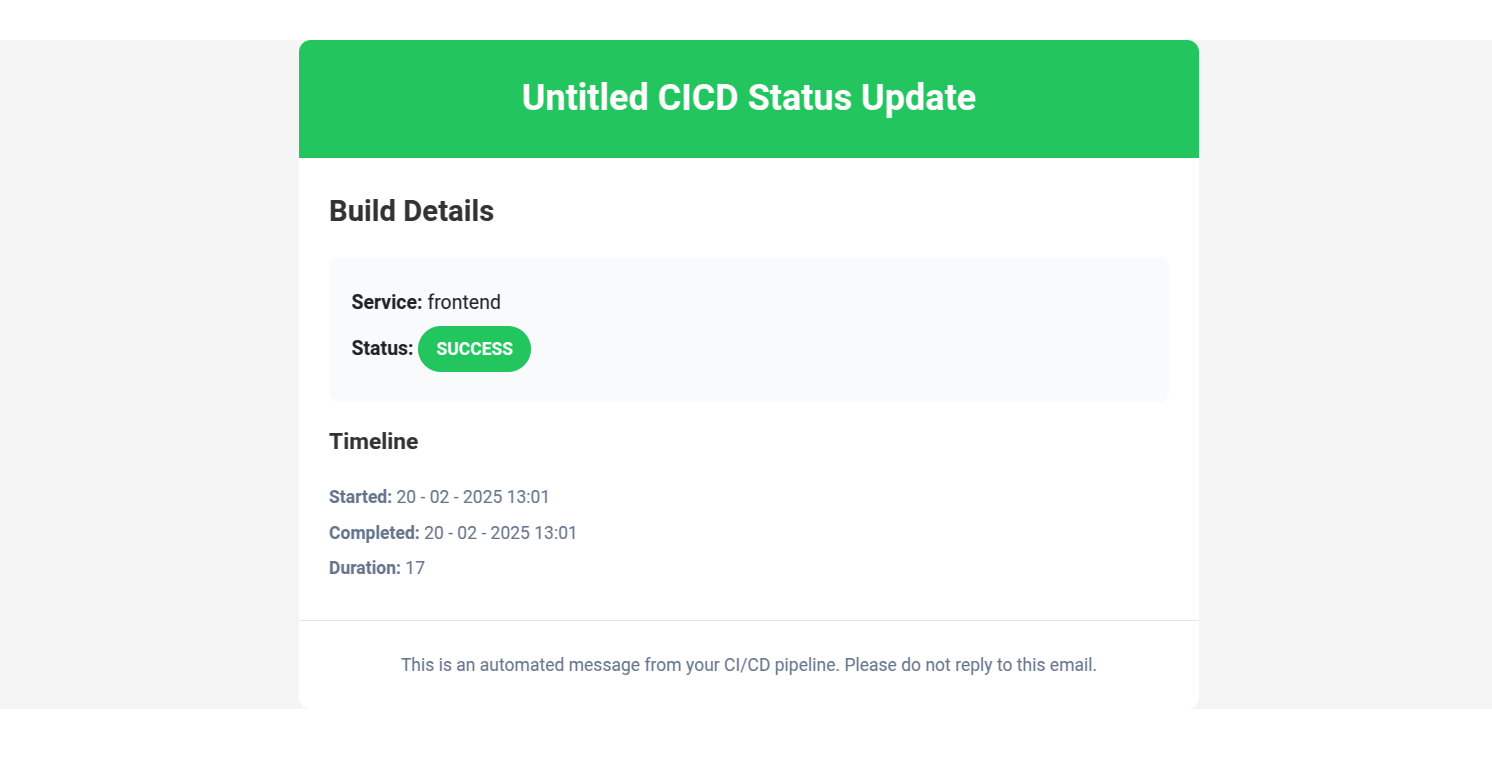 Untitled CICD Status Update
Build Details
Service: frontend
Status: SUCCESS
Timeline
Started: 20 - 02 - 2025 13:01
Completed: 20 - 02 - 2025 13:01
Duration: 17
This is an automated message from your CI/CD pipeline. Please do not reply to this email.